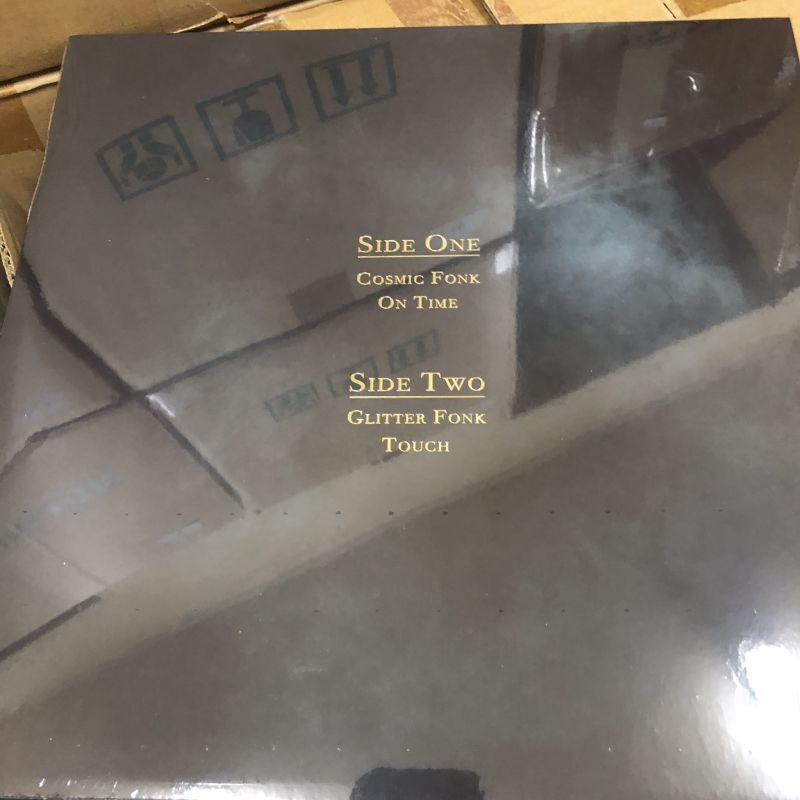 SIDE ONE
COSMIC FONK
ON TIME
SIDE TWO
GLITTER FONK
TOUCH